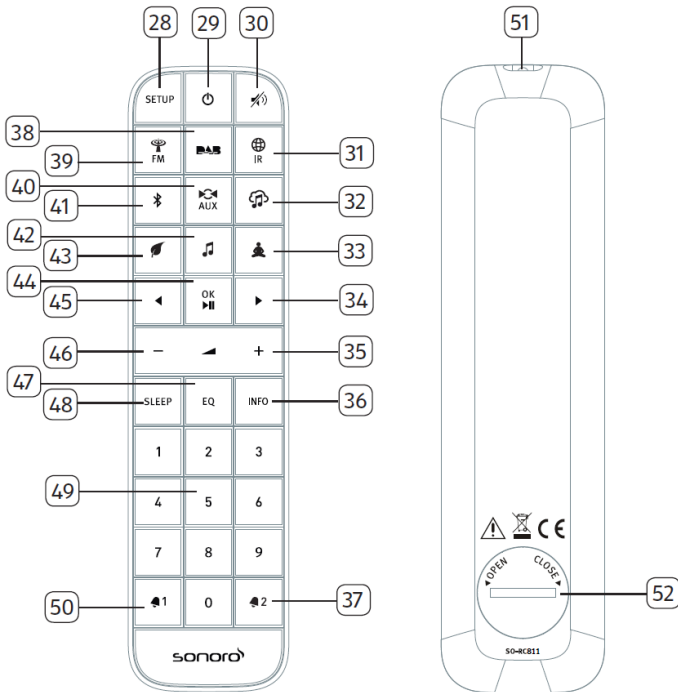 28 29 30 51
SETUP
38 DAB
39 FM IR 31
40
41 AUX 32
42
43 33
44 OK
45 34
46 − + 35
47
48 SLEEP EQ INFO 36
1 2 3
49
4 5 6
7 8 9
50 1 0 2 37
CE
OPEN CLOSE
52
SO-RC811
sonoro